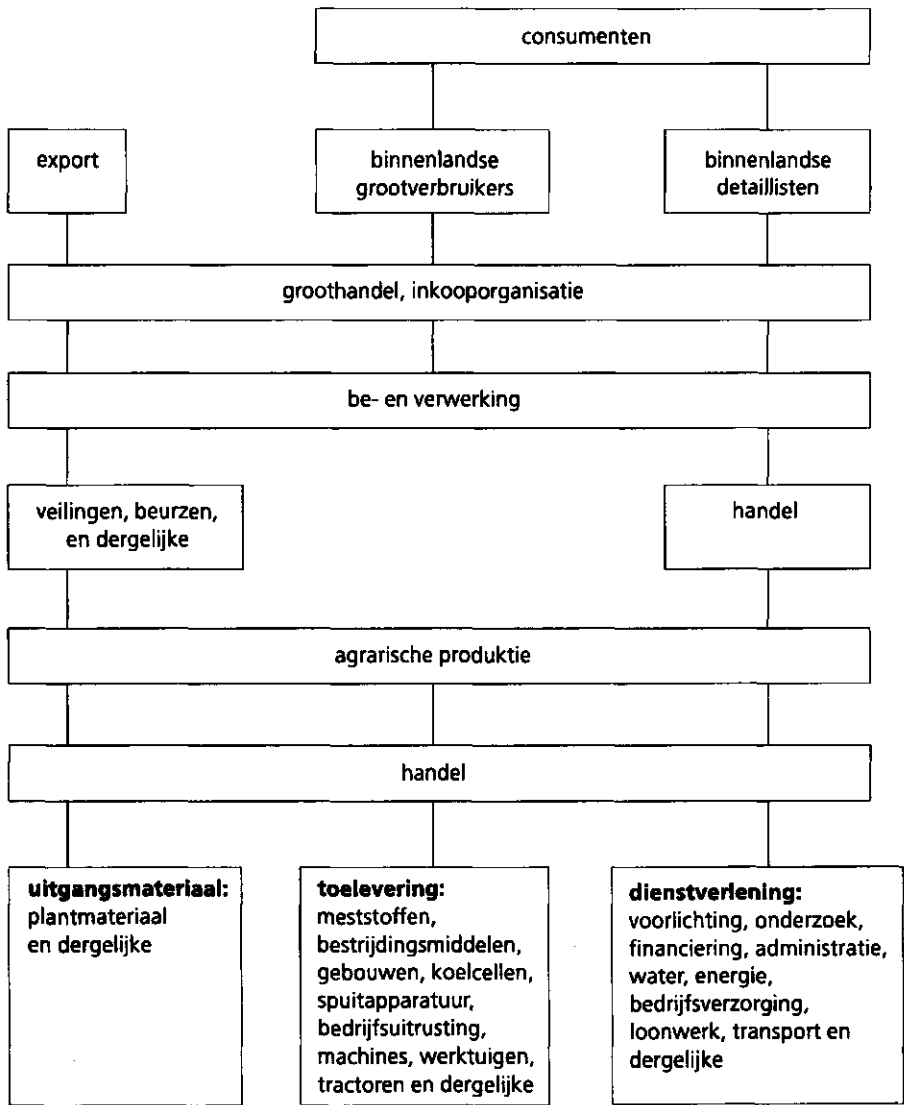 consumenten
export
binnenlandse
grootverbruikers
binnenlandse
detaillisten
groothandel, inkooporganisatie
be- en verwerking
veilingen, beurzen,
en dergelijke
handel
agrarische produktie
handel
uitgangsmateriaal:
plantmateriaal
en dergelijke
toelevering:
meststoffen,
bestrijdingsmiddelen,
gebouwen, koelcellen,
spuitapparatuur,
bedrijfsuitrusting,
machines, werktuigen,
tractoren en dergelijke
dienstverlening:
voorlichting, onderzoek,
financiering, administratie,
water, energie,
bedrijfsverzorging,
loonwerk, transport en
dergelijke